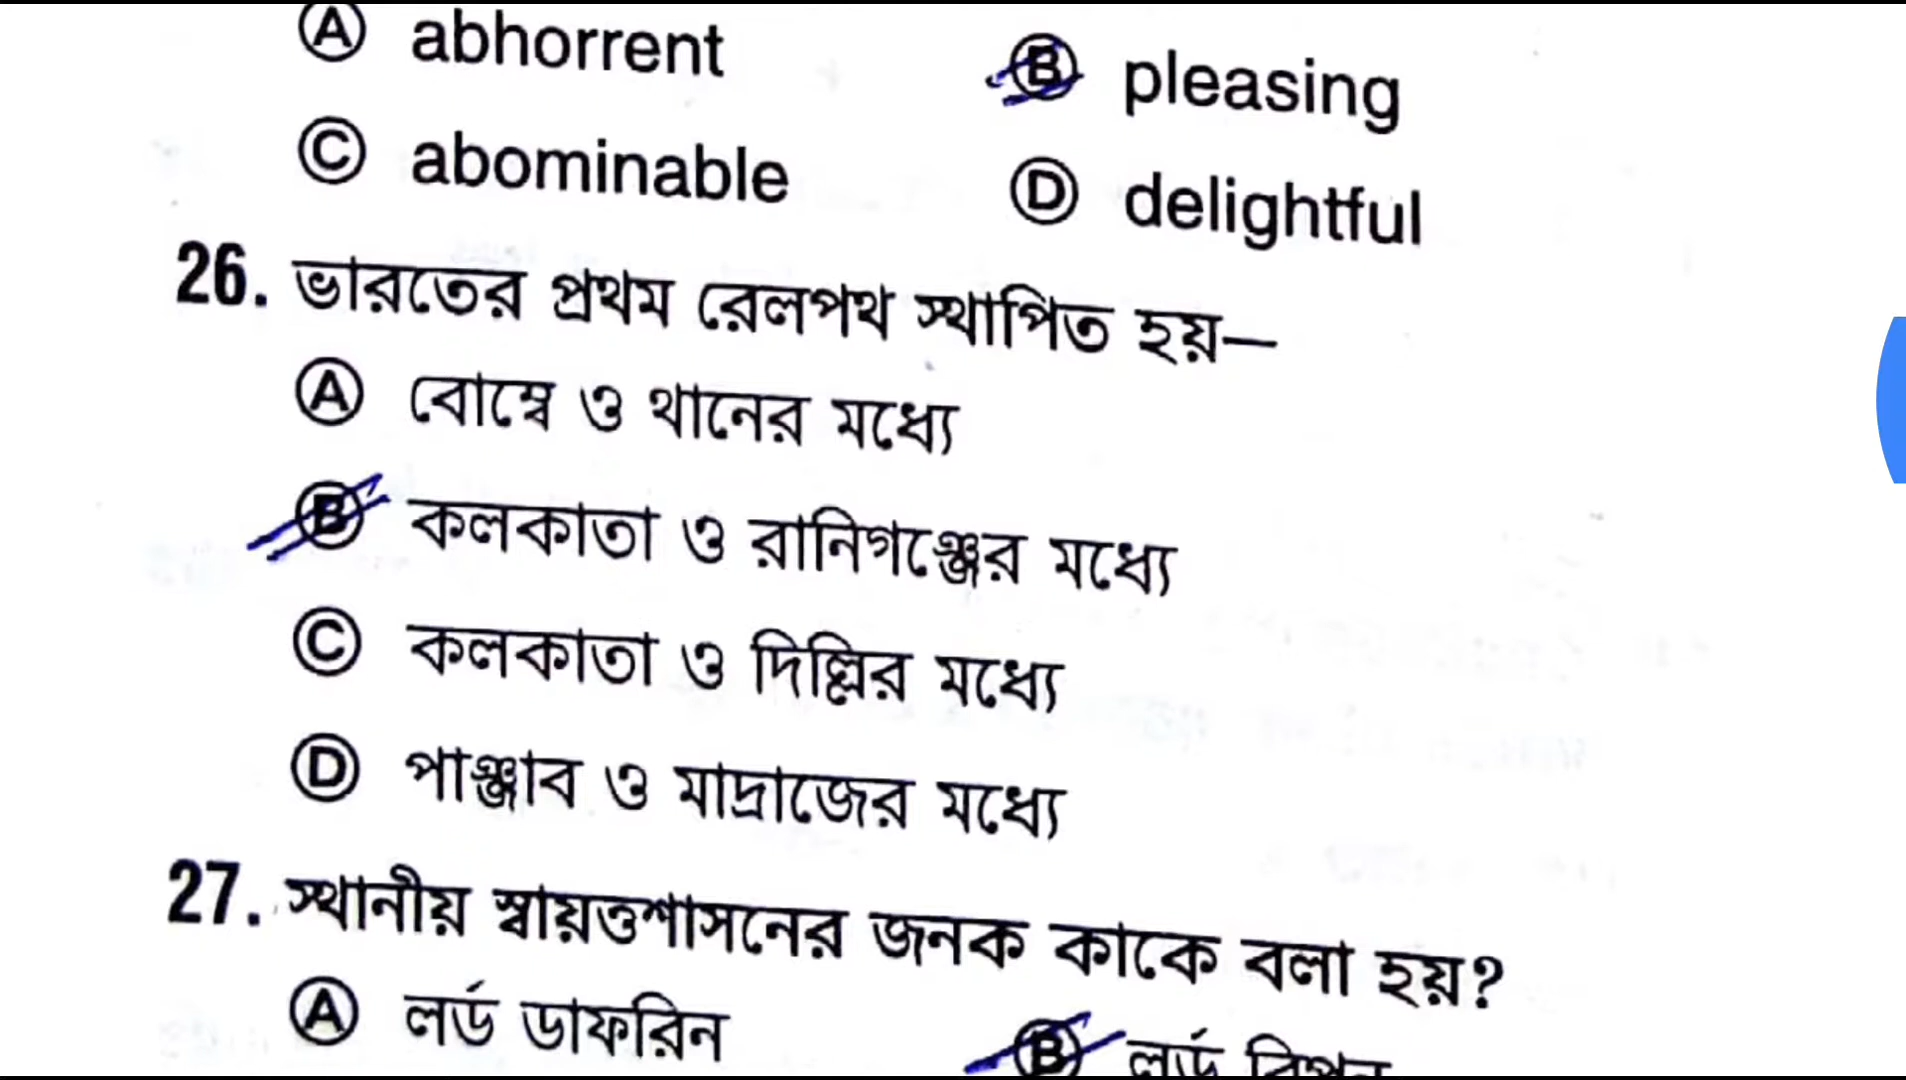 Ⓐ abhorrent Ⓑ pleasing
Ⓒ abominable Ⓓ delightful
26. ভারতের প্রথম রেলপথ স্থাপিত হয়—
Ⓐ বোম্বে ও থানের মধ্যে
Ⓑ কলকাতা ও রানিগঞ্জের মধ্যে
Ⓒ কলকাতা ও দিল্লির মধ্যে
Ⓓ পাঞ্জাব ও মাদ্রাজের মধ্যে
27. স্থানীয় স্বায়ত্তশাসনের জনক কাকে বলা হয়?
Ⓐ লর্ড ডাফরিন Ⓑ লর্ড রিপন